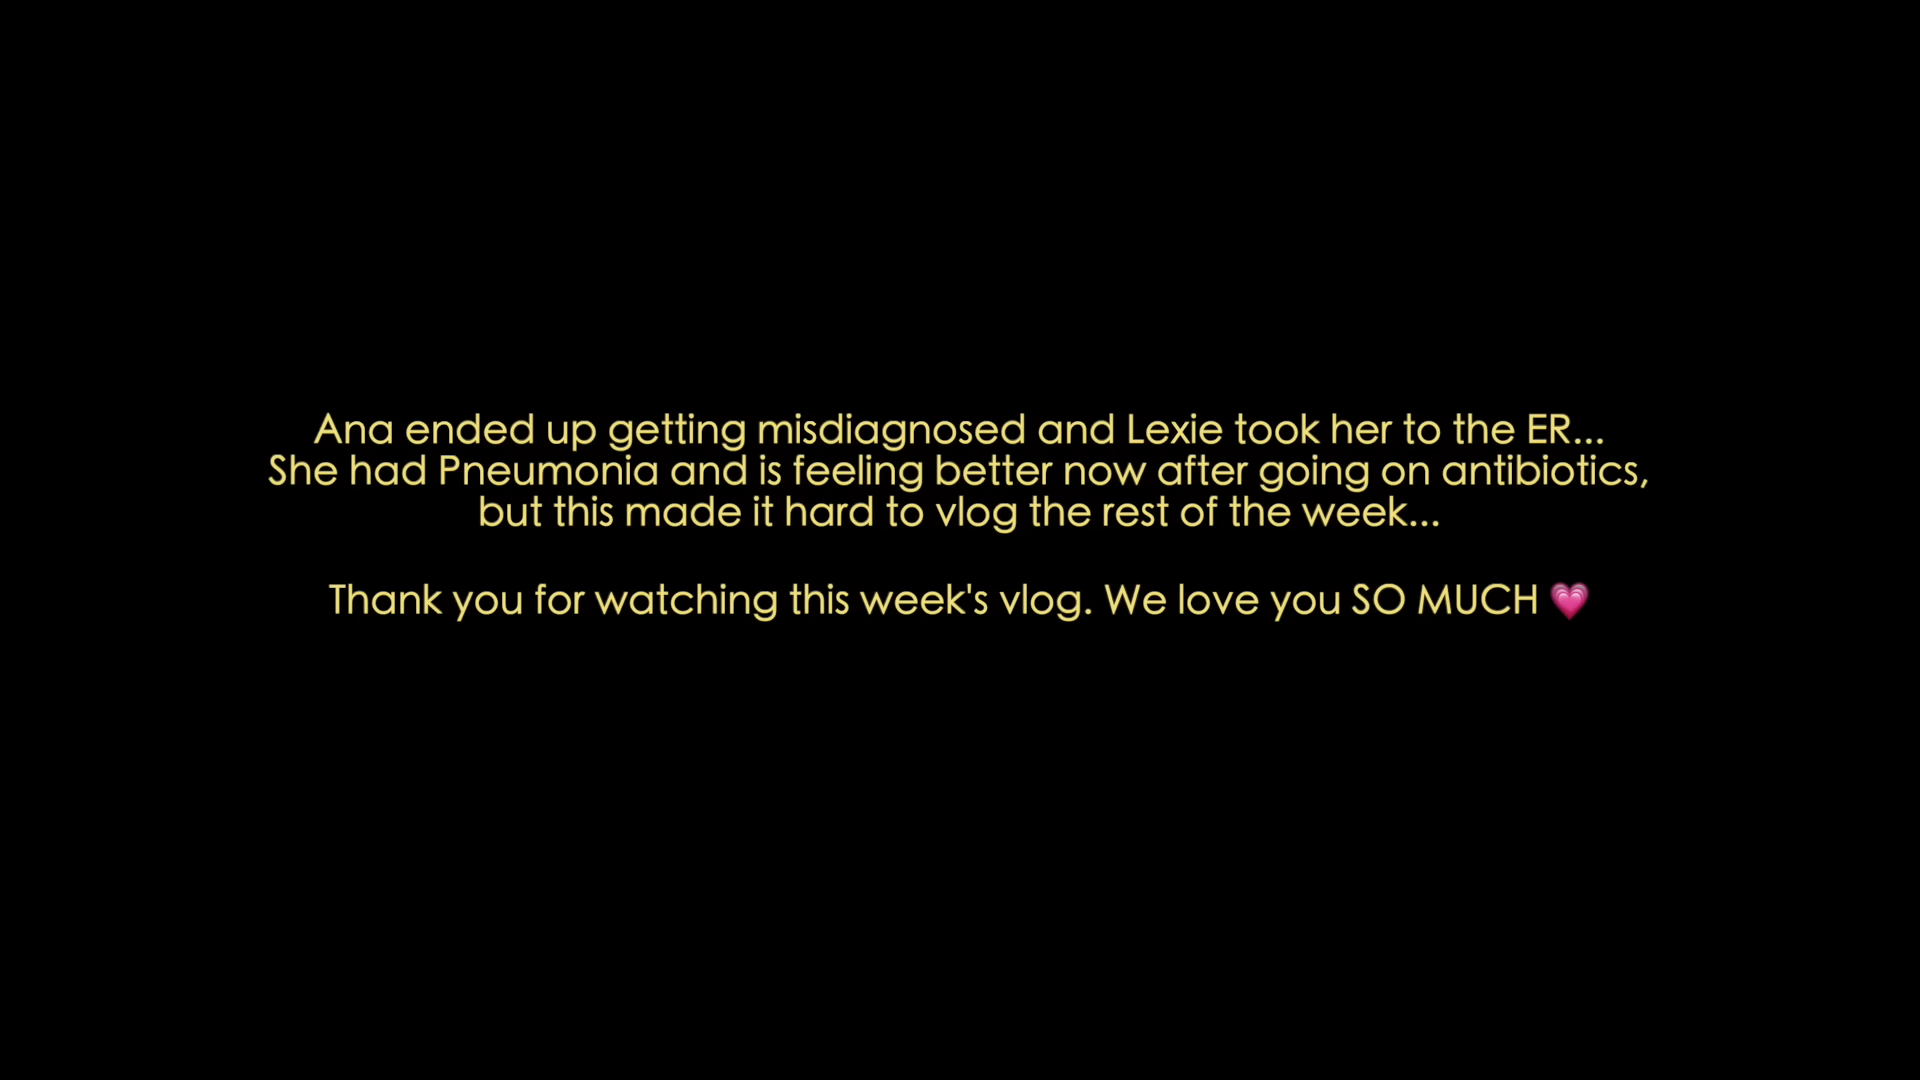 Ana ended up getting misdiagnosed and Lexie took her to the ER...
She had Pneumonia and is feeling better now after going on antibiotics,
but this made it hard to vlog the rest of the week...
Thank you for watching this week's vlog. We love you SO MUCH 💗